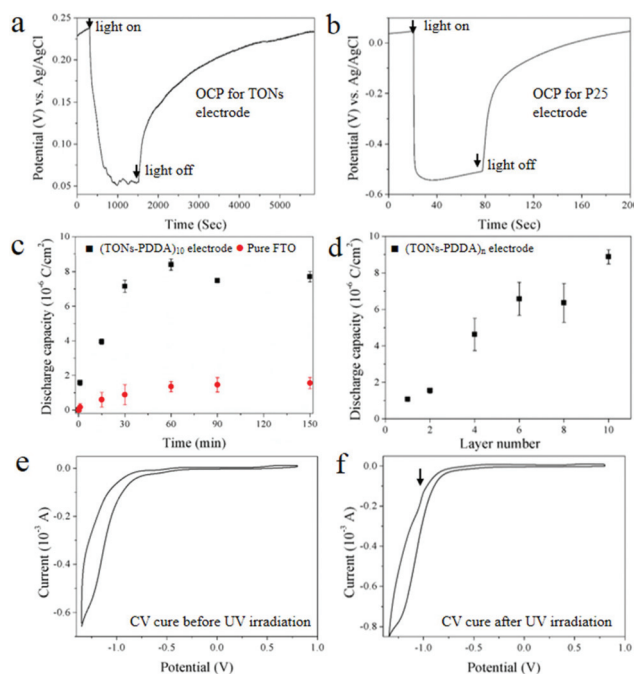 a
light on
OCP for TONs
electrode
light off
0.25
0.20
0.15
0.10
0.05
0 1000 2000 3000 4000 5000
Potential (V) vs. Ag/AgCl
Time (Sec)
b
light on
OCP for P25
electrode
light off
0.0
-0.2
-0.4
-0.6
0 40 80 120 160 200
Potential (V) vs. Ag/AgCl
Time (Sec)
c
(TONs-PDDA)₁₀ electrode Pure FTO
10
8
6
4
2
0
0 30 60 90 120 150
Discharge capacity (10⁻⁶ C/cm²)
Time (min)
d
(TONs-PDDA)n electrode
10
8
6
4
2
0
0 2 4 6 8 10
Discharge capacity (10⁻⁶ C/cm²)
Layer number
e
0.0
-0.2
-0.4
-0.6
CV cure before UV irradiation
-1.0 -0.5 0.0 0.5 1.0
Current (10⁻³ A)
Potential (V)
f
0.0
-0.2
-0.4
-0.6
-0.8
CV cure after UV irradiation
-1.0 -0.5 0.0 0.5 1.0
Current (10⁻³ A)
Potential (V)